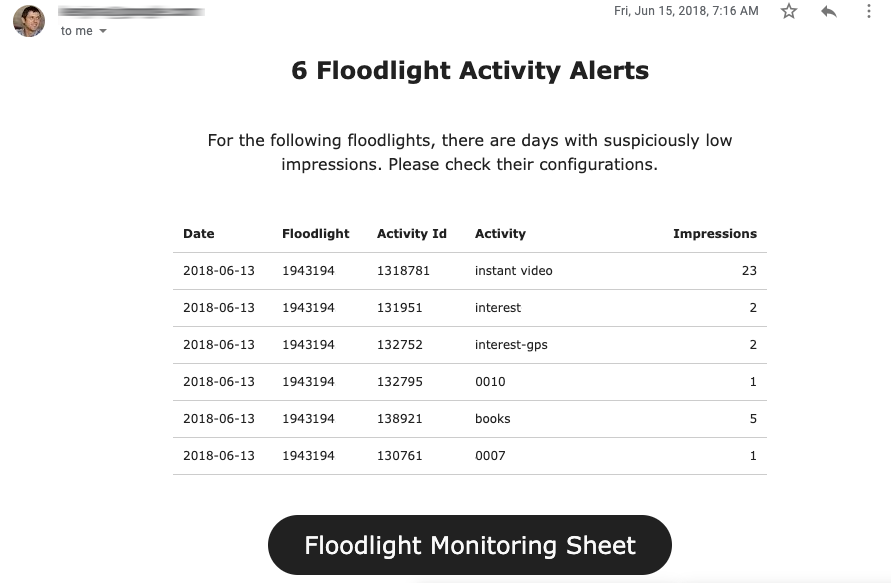 Fri, Jun 15, 2018, 7:16 AM
to me
6 Floodlight Activity Alerts
For the following floodlights, there are days with suspiciously low
impressions. Please check their configurations.
Date Floodlight Activity Id Activity Impressions
2018-06-13 1943194 1318781 instant video 23
2018-06-13 1943194 131951 interest 2
2018-06-13 1943194 132752 interest-gps 2
2018-06-13 1943194 132795 0010 1
2018-06-13 1943194 138921 books 5
2018-06-13 1943194 130761 0007 1
Floodlight Monitoring Sheet